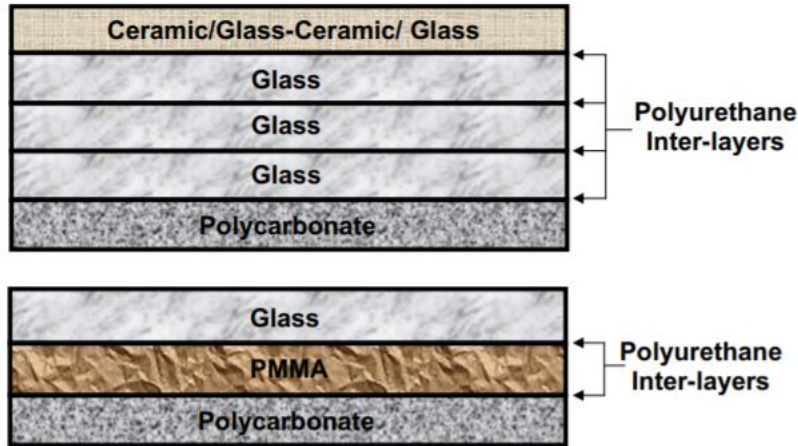 Ceramic/Glass-Ceramic/ Glass
Glass
Glass
Glass
Polycarbonate
Polyurethane
Inter-layers
Glass
PMMA
Polycarbonate
Polyurethane
Inter-layers